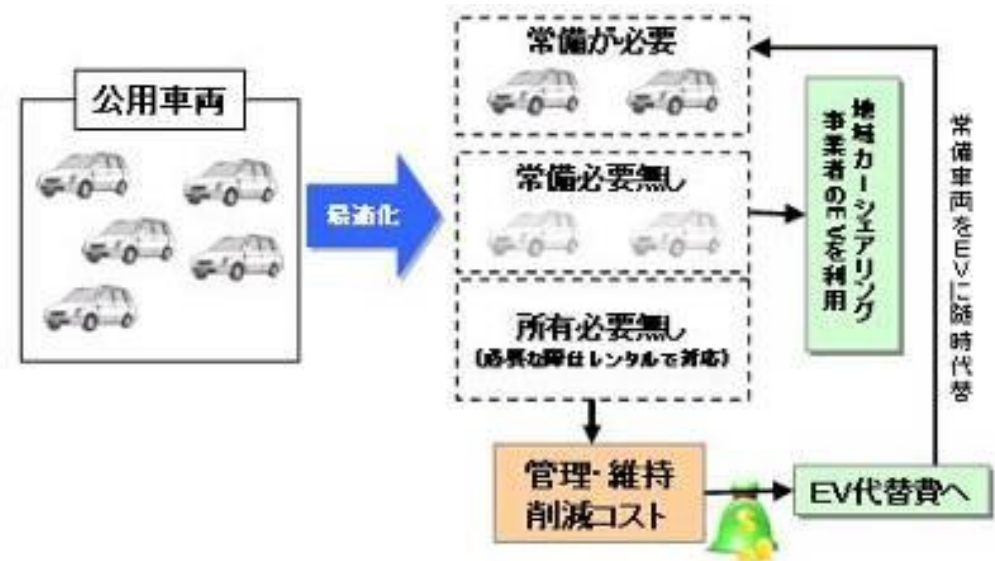 公用車両
最適化
常備が必要
常備必要無し
所有必要無し
(必要な際はレンタルで対応)
地域カーシェアリング
事業者のEVを利用
常備車両をEVに随時代替
管理・維持
削減コスト
EV代替費へ
$